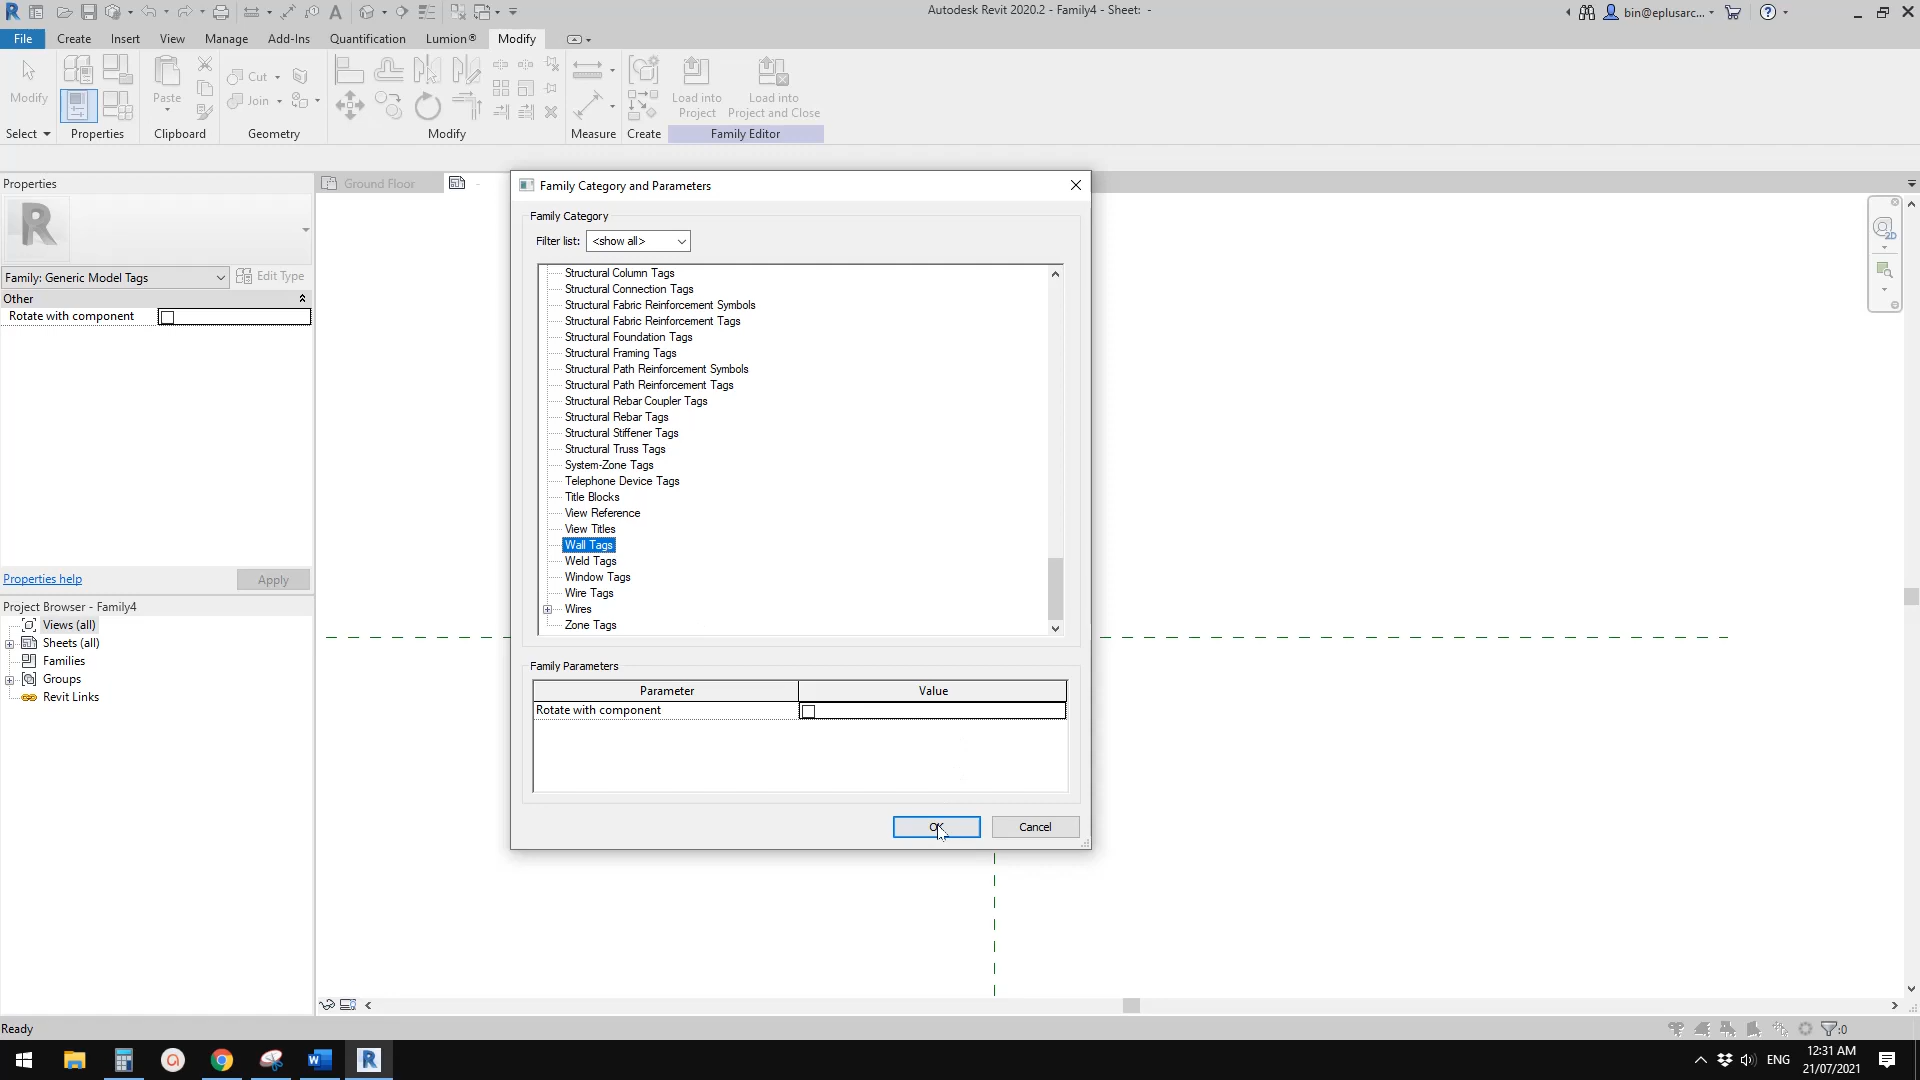 Autodesk Revit 2020.2 - Family4 - Sheet: -
bin@eplusarc...
File
Create
Insert
View
Manage
Add-Ins
Quantification
Lumion®
Modify
Modify
Paste
Cut
Join
Load into
Project
Load into
Project and Close
Select
Properties
Clipboard
Geometry
Modify
Measure
Create
Family Editor
Properties
Ground Floor
-
Family: Generic Model Tags
Edit Type
Other
Rotate with component
Properties help
Apply
Project Browser - Family4
Views (all)
Sheets (all)
Families
Groups
Revit Links
Family Category and Parameters
Family Category
Filter list:
<show all>
Structural Column Tags
Structural Connection Tags
Structural Fabric Reinforcement Symbols
Structural Fabric Reinforcement Tags
Structural Foundation Tags
Structural Framing Tags
Structural Path Reinforcement Symbols
Structural Path Reinforcement Tags
Structural Rebar Coupler Tags
Structural Rebar Tags
Structural Stiffener Tags
Structural Truss Tags
System-Zone Tags
Telephone Device Tags
Title Blocks
View Reference
View Titles
Wall Tags
Weld Tags
Window Tags
Wire Tags
Wires
Zone Tags
Family Parameters
Parameter
Value
Rotate with component
OK
Cancel
2D
Ready
:0
ENG
12:31 AM
21/07/2021